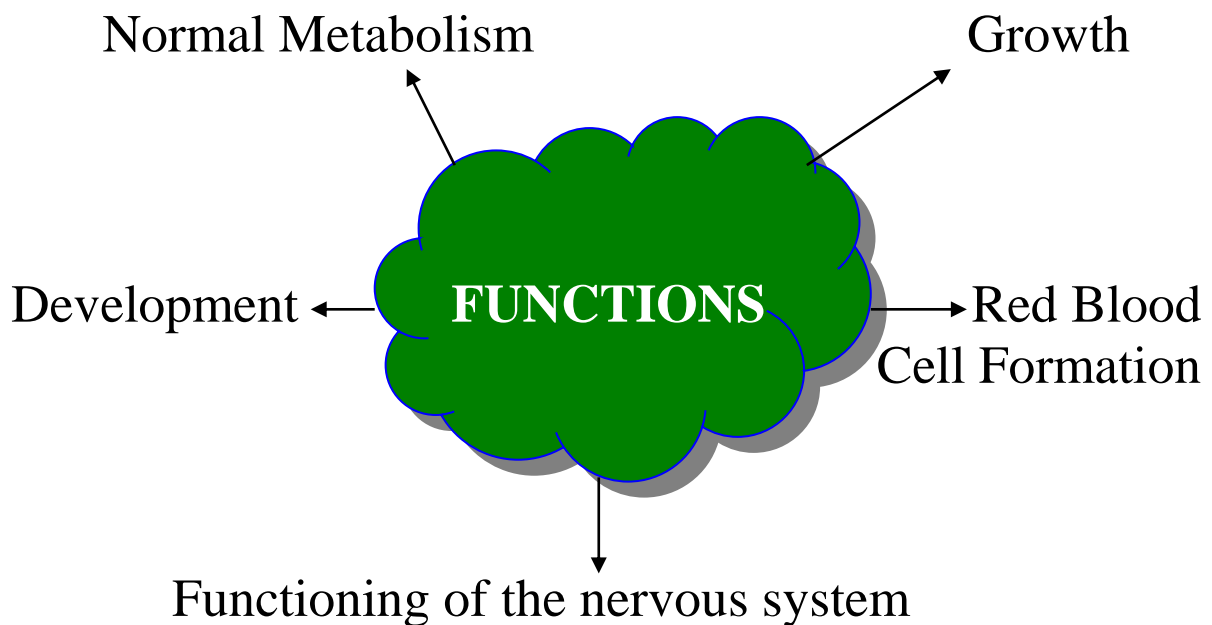 Normal Metabolism
Growth
Development
FUNCTIONS
Red Blood
Cell Formation
Functioning of the nervous system